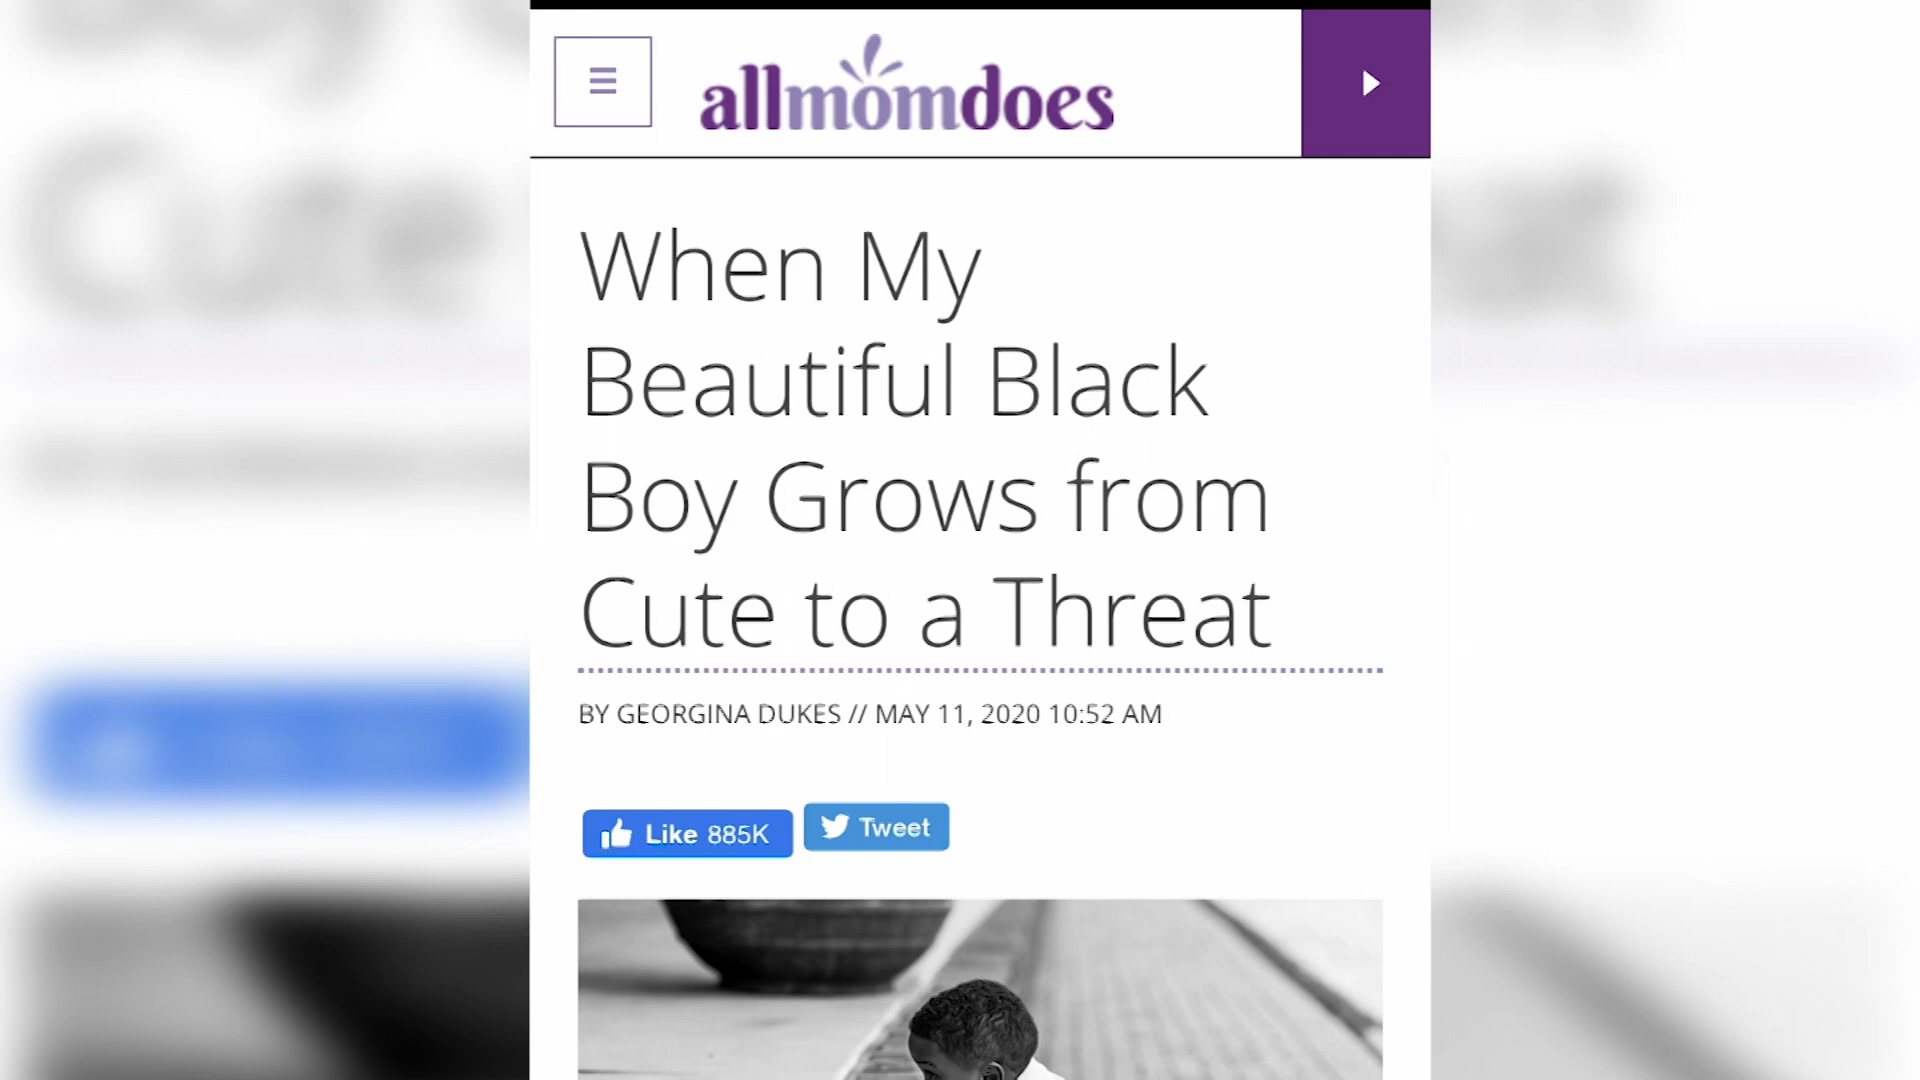 allmomdoes
When My
Beautiful Black
Boy Grows from
Cute to a Threat
BY GEORGINA DUKES // MAY 11, 2020 10:52 AM
Like 885K
Tweet